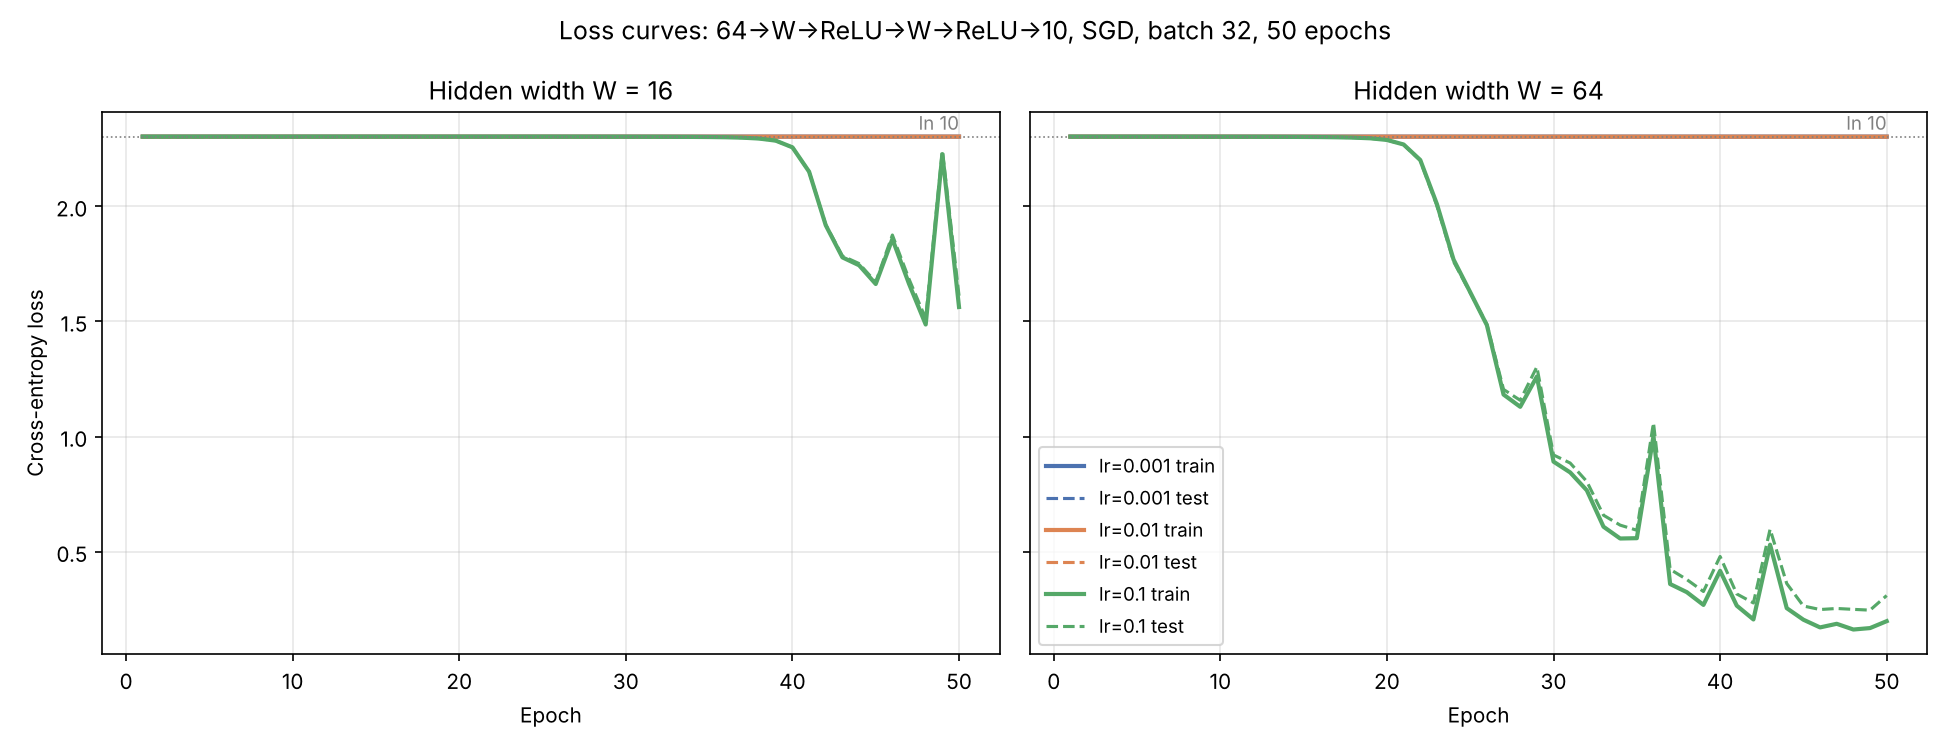 Loss curves: 64→W→ReLU→W→ReLU→10, SGD, batch 32, 50 epochs
Hidden width W = 16
ln 10
2.0
1.5
1.0
0.5
Cross-entropy loss
0 10 20 30 40 50
Epoch
Hidden width W = 64
ln 10
lr=0.001 train
lr=0.001 test
lr=0.01 train
lr=0.01 test
lr=0.1 train
lr=0.1 test
0 10 20 30 40 50
Epoch